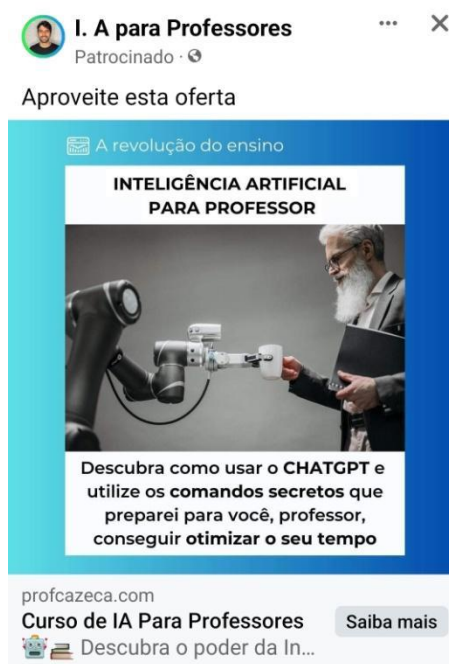 I. A para Professores
Patrocinado
Aproveite esta oferta
A revolução do ensino
INTELIGÊNCIA ARTIFICIAL
PARA PROFESSOR
Descubra como usar o CHATGPT e
utilize os comandos secretos que
preparei para você, professor,
conseguir otimizar o seu tempo
profcazeca.com
Curso de IA Para Professores
Saiba mais
Descubra o poder da In...